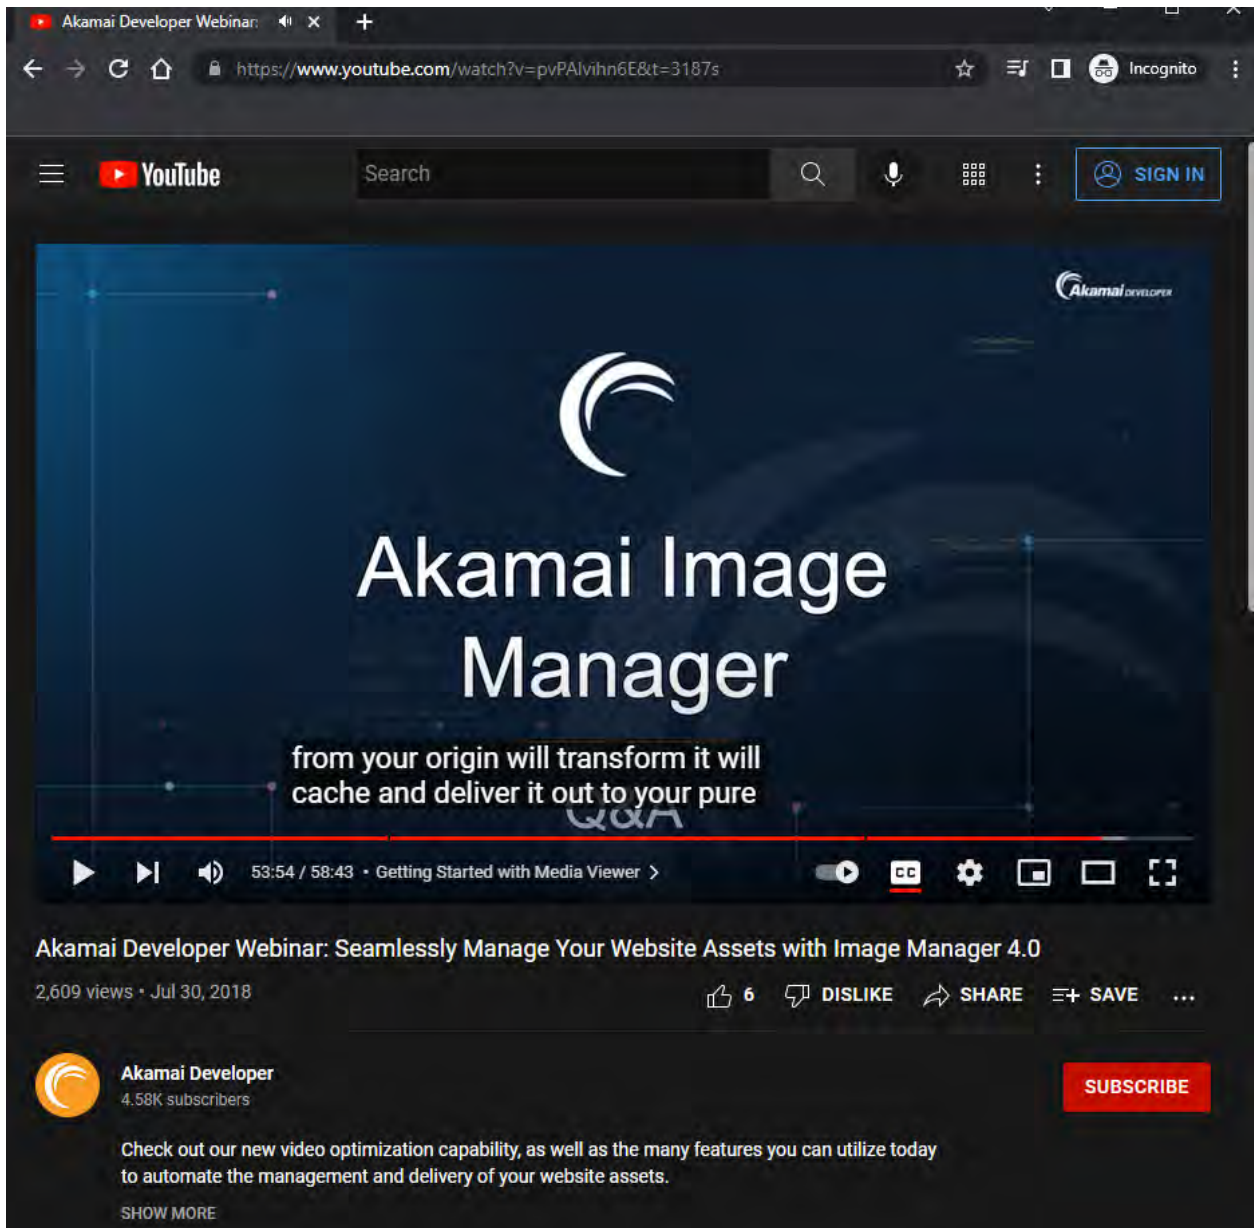 Akamai Developer Webinar:
https://www.youtube.com/watch?v=pvPAlvihn6E&t=3187s
Incognito
YouTube
Search
SIGN IN
Akamai DEVELOPER
Akamai Image
Manager
from your origin will transform it will
cache and deliver it out to your pure
Q&A
53:54 / 58:43 • Getting Started with Media Viewer
CC
Akamai Developer Webinar: Seamlessly Manage Your Website Assets with Image Manager 4.0
2,609 views • Jul 30, 2018
6 DISLIKE SHARE SAVE
Akamai Developer
4.58K subscribers
SUBSCRIBE
Check out our new video optimization capability, as well as the many features you can utilize today
to automate the management and delivery of your website assets.
SHOW MORE